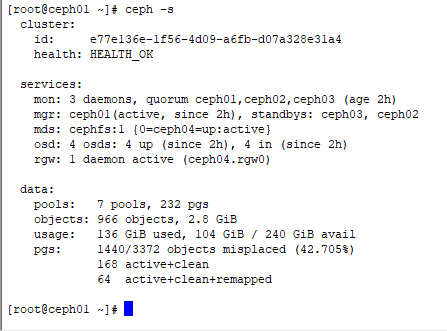 [root@ceph01 ~]# ceph -s
  cluster:
    id:     e77e136e-1f56-4d09-a6fb-d07a328e31a4
    health: HEALTH_OK

  services:
    mon: 3 daemons, quorum ceph01,ceph02,ceph03 (age 2h)
    mgr: ceph01(active, since 2h), standbys: ceph03, ceph02
    mds: cephfs:1 {0=ceph04=up:active}
    osd: 4 osds: 4 up (since 2h), 4 in (since 2h)
    rgw: 1 daemon active (ceph04.rgw0)

  data:
    pools:   7 pools, 232 pgs
    objects: 966 objects, 2.8 GiB
    usage:   136 GiB used, 104 GiB / 240 GiB avail
    pgs:     1440/3372 objects misplaced (42.705%)
             168 active+clean
             64  active+clean+remapped

[root@ceph01 ~]#